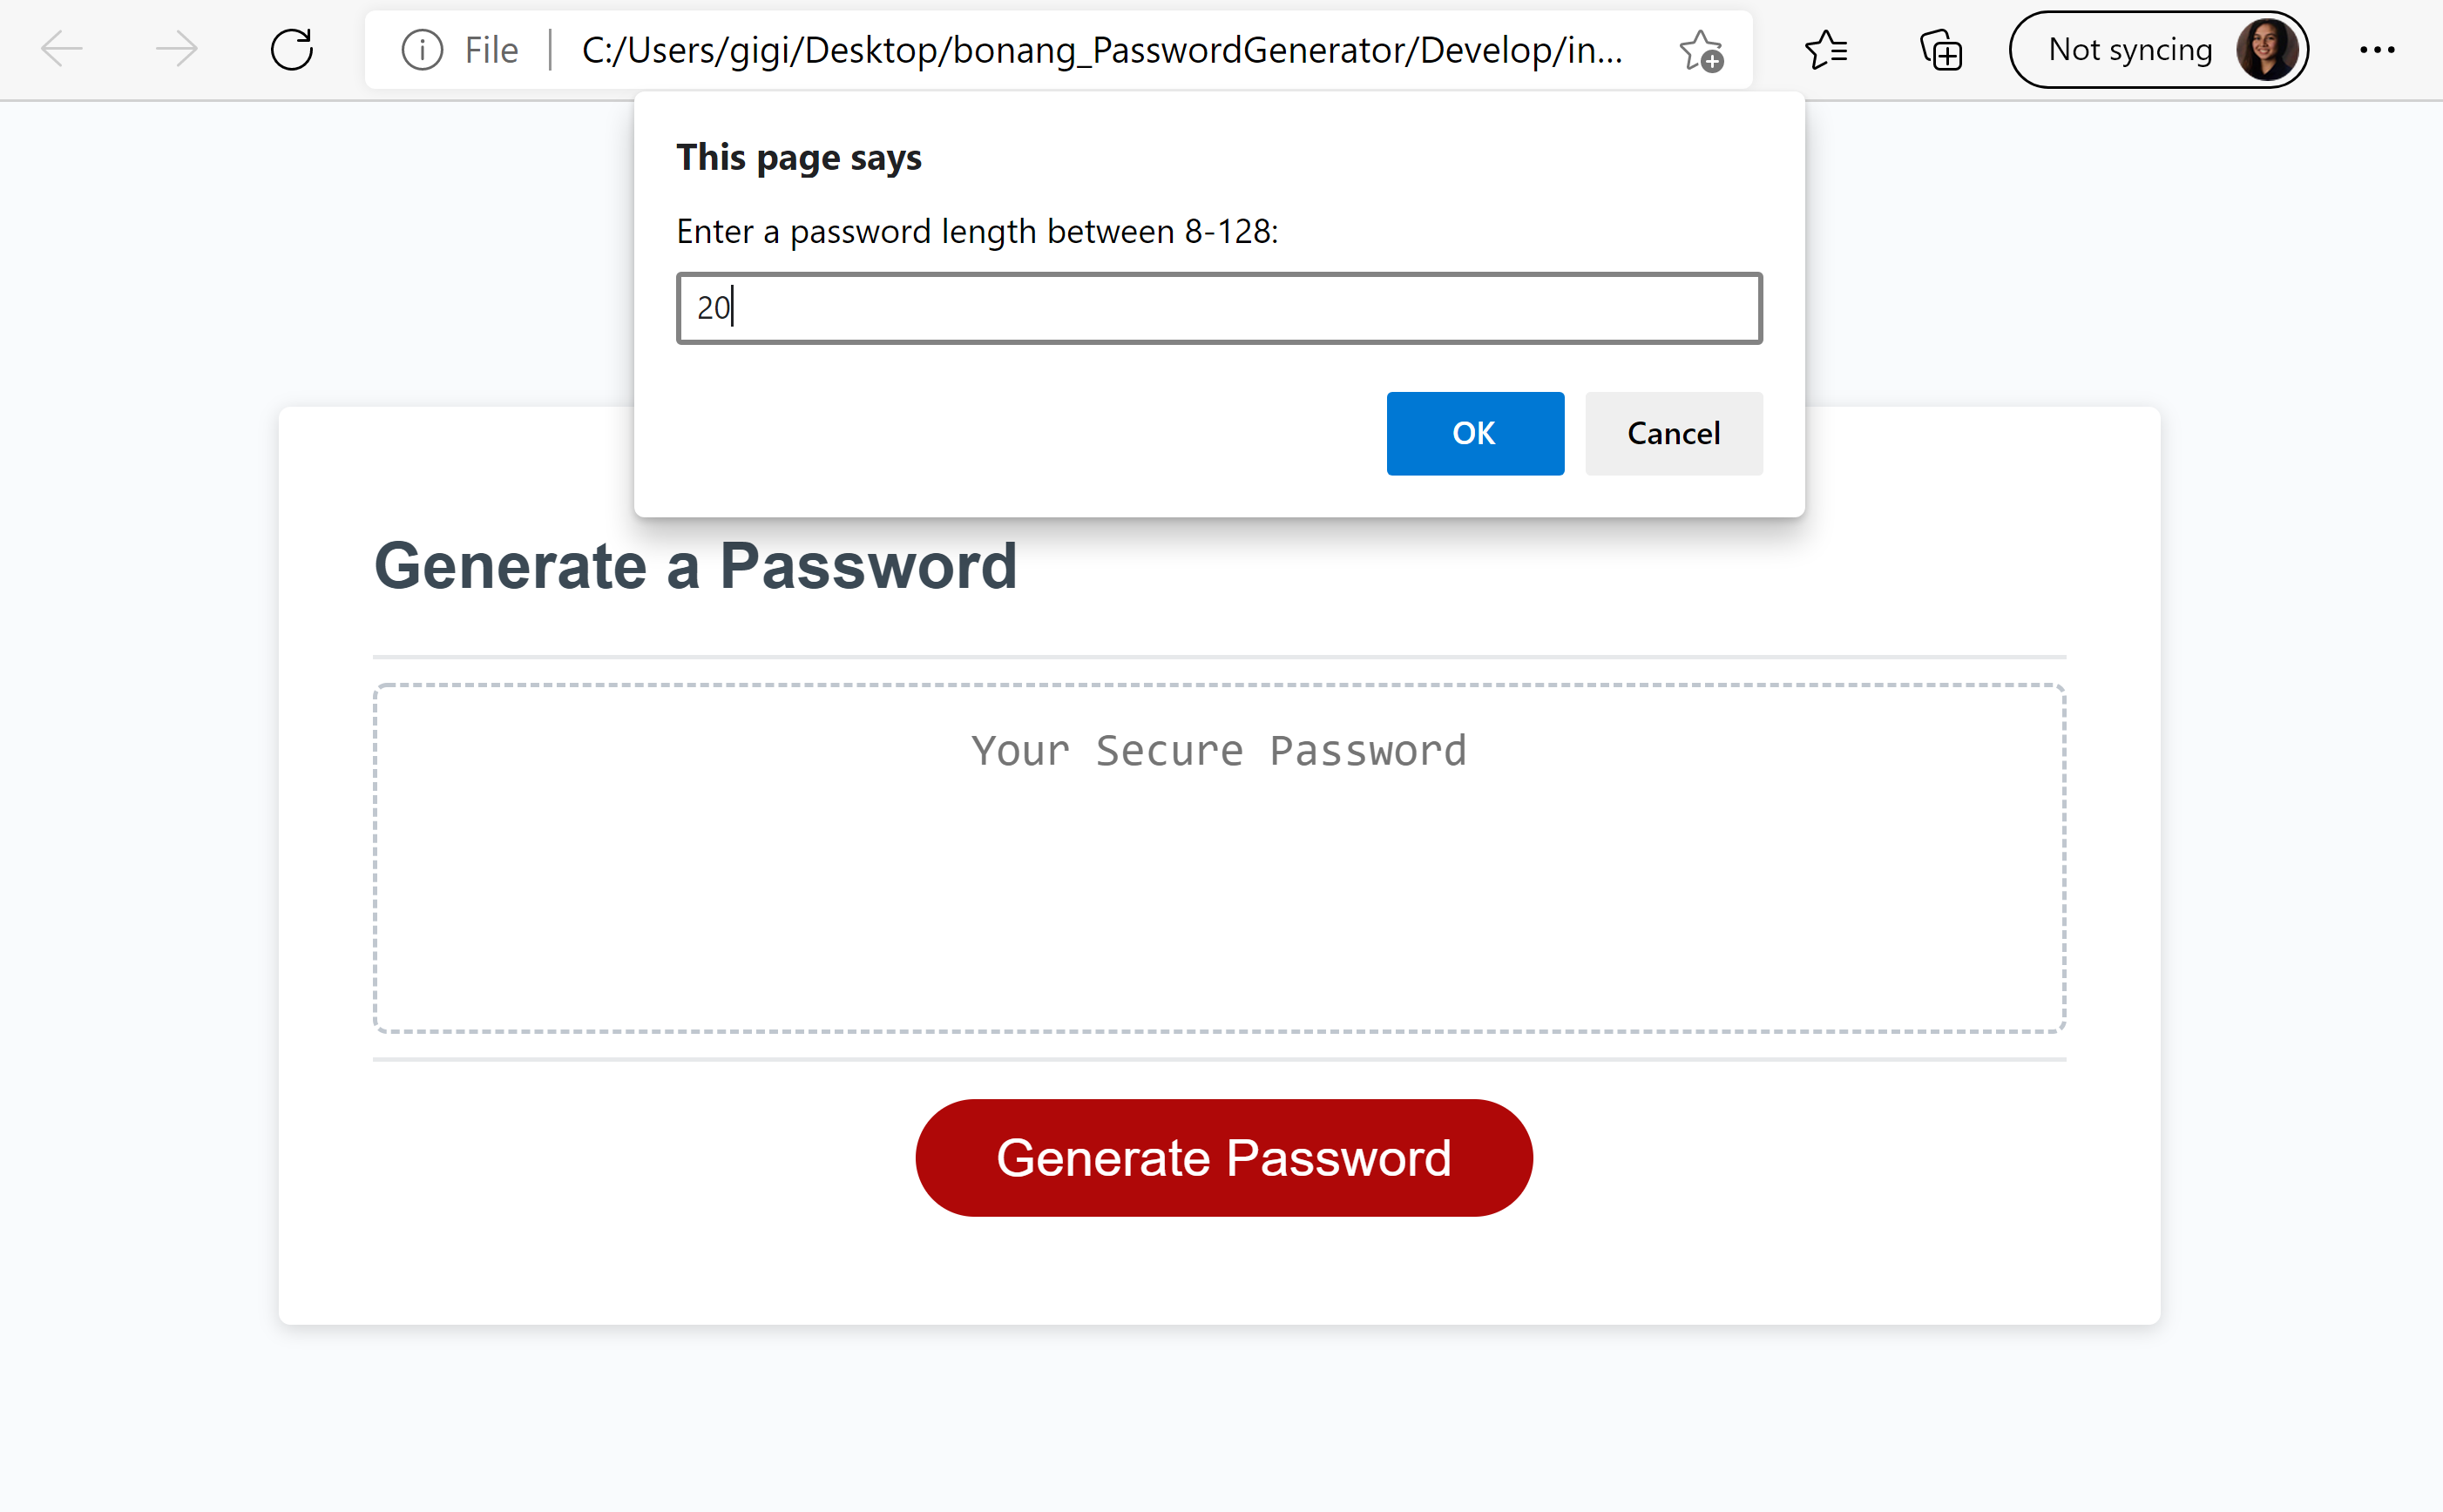 File | C:/Users/gigi/Desktop/bonang_PasswordGenerator/Develop/in...
Not syncing
This page says
Enter a password length between 8-128:
20
OK
Cancel
Generate a Password
Your Secure Password
Generate Password